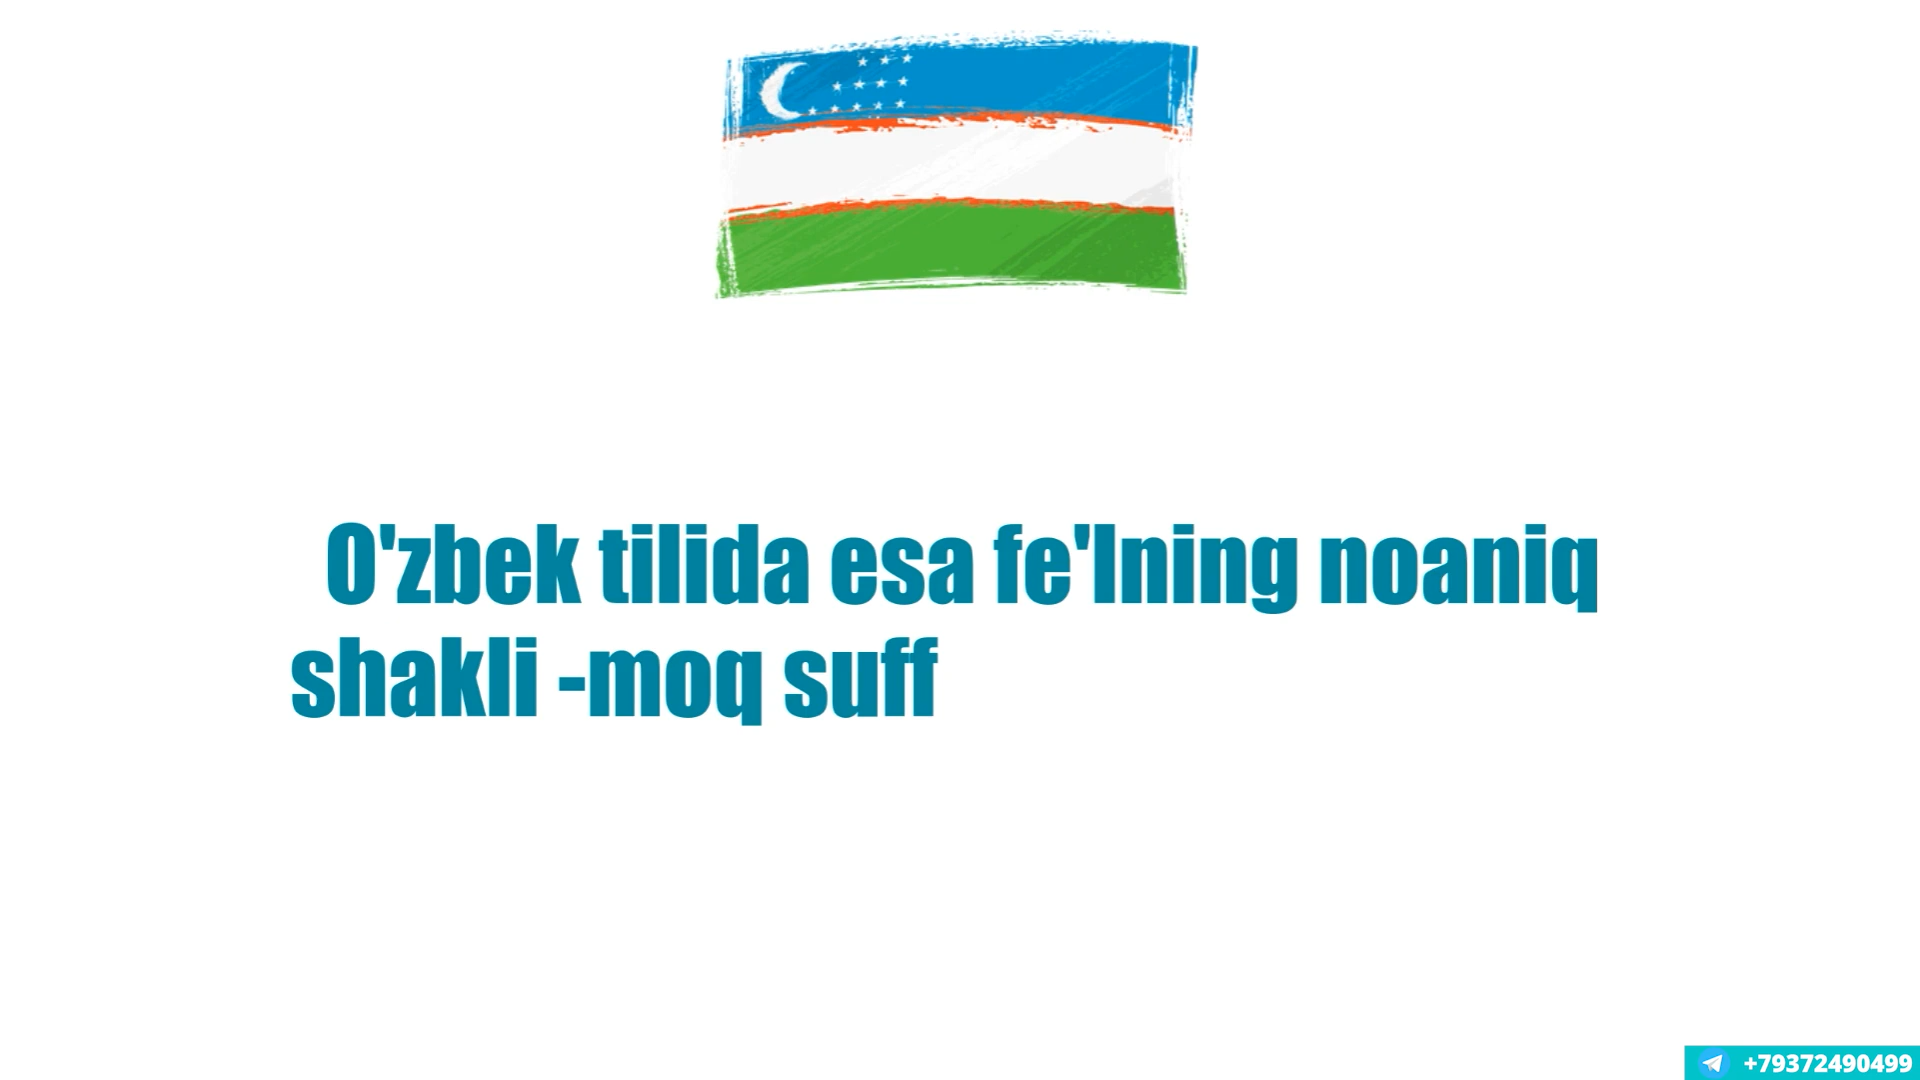 O'zbek tilida esa fe'lning noaniq
shakli -moq suff
+79372490499